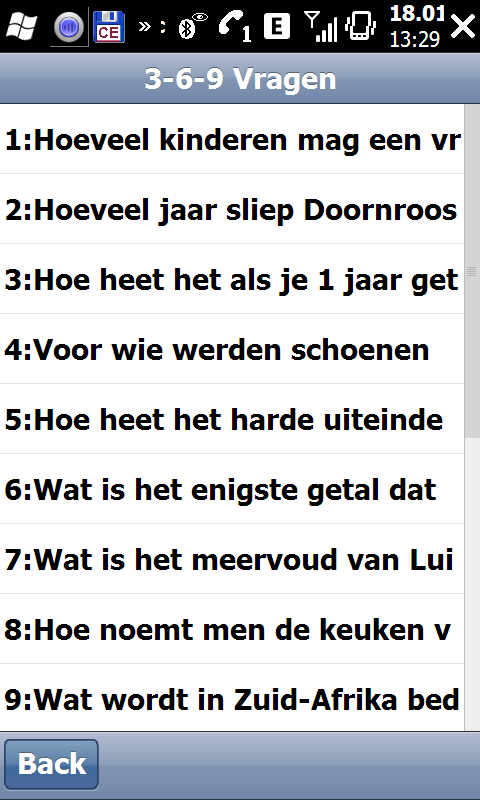 CE
»
1
E
18.01
13:29
3-6-9 Vragen
1:Hoeveel kinderen mag een vr
2:Hoeveel jaar sliep Doornroos
3:Hoe heet het als je 1 jaar get
4:Voor wie werden schoenen
5:Hoe heet het harde uiteinde
6:Wat is het enigste getal dat
7:Wat is het meervoud van Lui
8:Hoe noemt men de keuken v
9:Wat wordt in Zuid-Afrika bed
Back